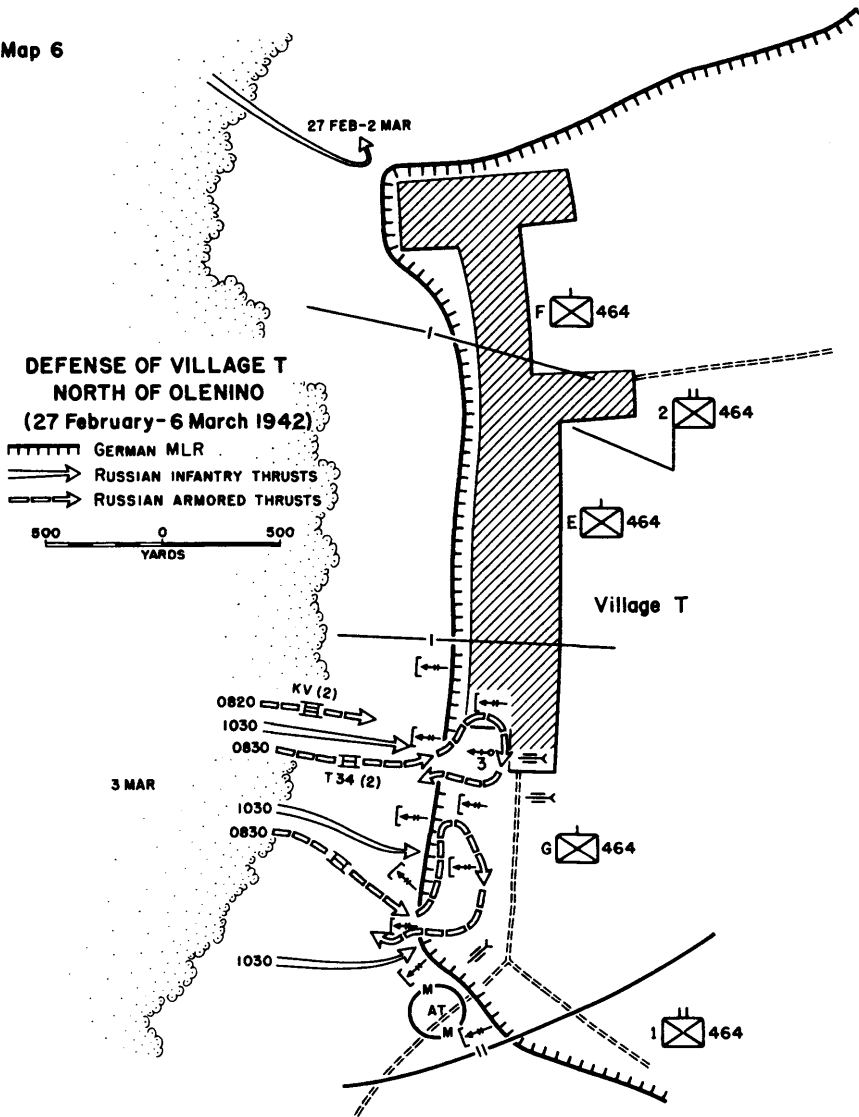 Map 6
27 FEB-2 MAR
F 464
DEFENSE OF VILLAGE T
NORTH OF OLENINO
(27 February-6 March 1942)
GERMAN MLR
RUSSIAN INFANTRY THRUSTS
RUSSIAN ARMORED THRUSTS
500 0 500
YARDS
2 464
E 464
Village T
KV (2)
0820
1030
0830
T34 (2)
3
3 MAR
1030
0830
G 464
1030
M
AT
M
1 464